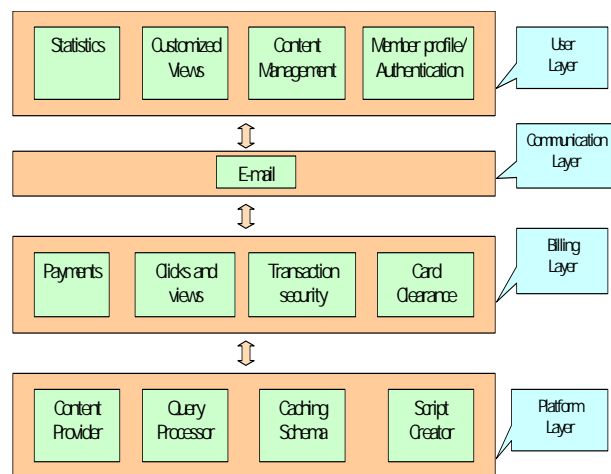 Statistics
Customized
Views
Content
Management
Member profile/
Authentication
User
Layer
E-mail
Communication
Layer
Payments
Clicks and
views
Transaction
security
Card
Clearance
Billing
Layer
Content
Provider
Query
Processor
Caching
Schema
Script
Creator
Platform
Layer